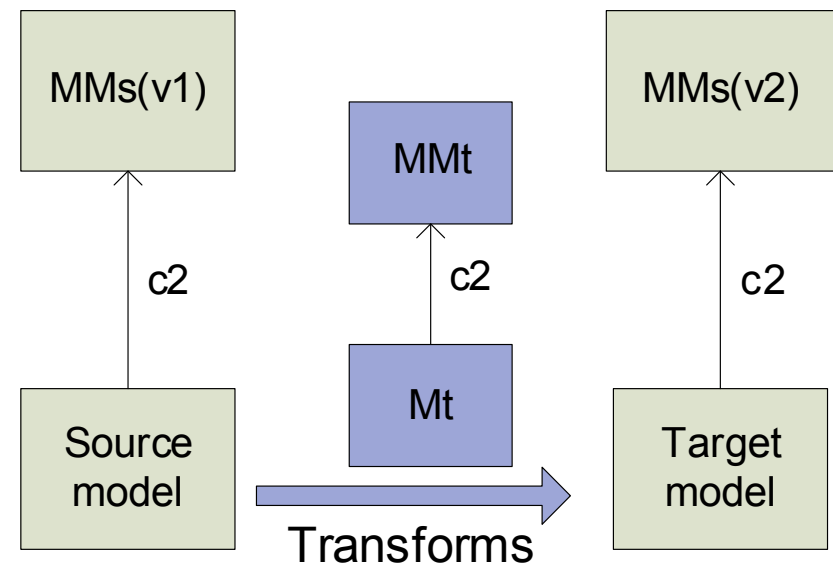 MMs(v1)
MMs(v2)
MMt
c2
c2
c2
Mt
Source
model
Target
model
Transforms